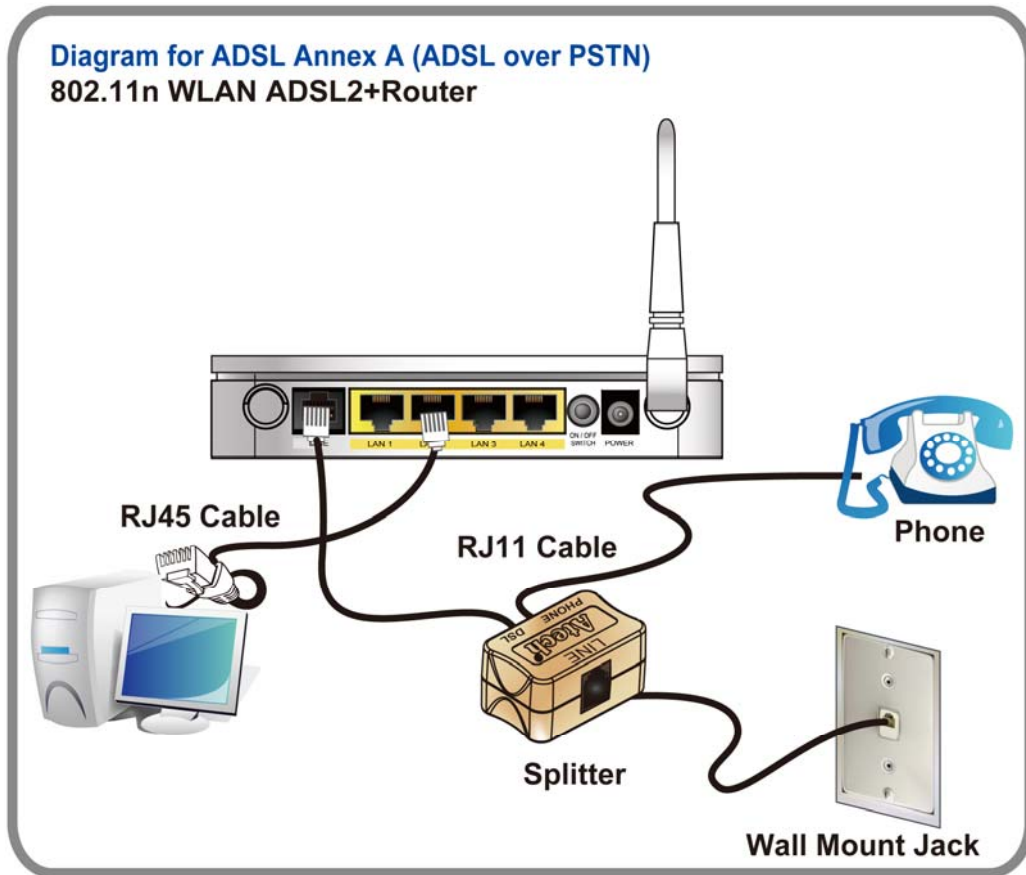 Diagram for ADSL Annex A (ADSL over PSTN)
802.11n WLAN ADSL2+Router
LAN 1
LAN 3
LAN 4
ON / OFF
SWITCH
POWER
RJ45 Cable
RJ11 Cable
Phone
PHONE
DSL
Atech
LINE
Splitter
Wall Mount Jack